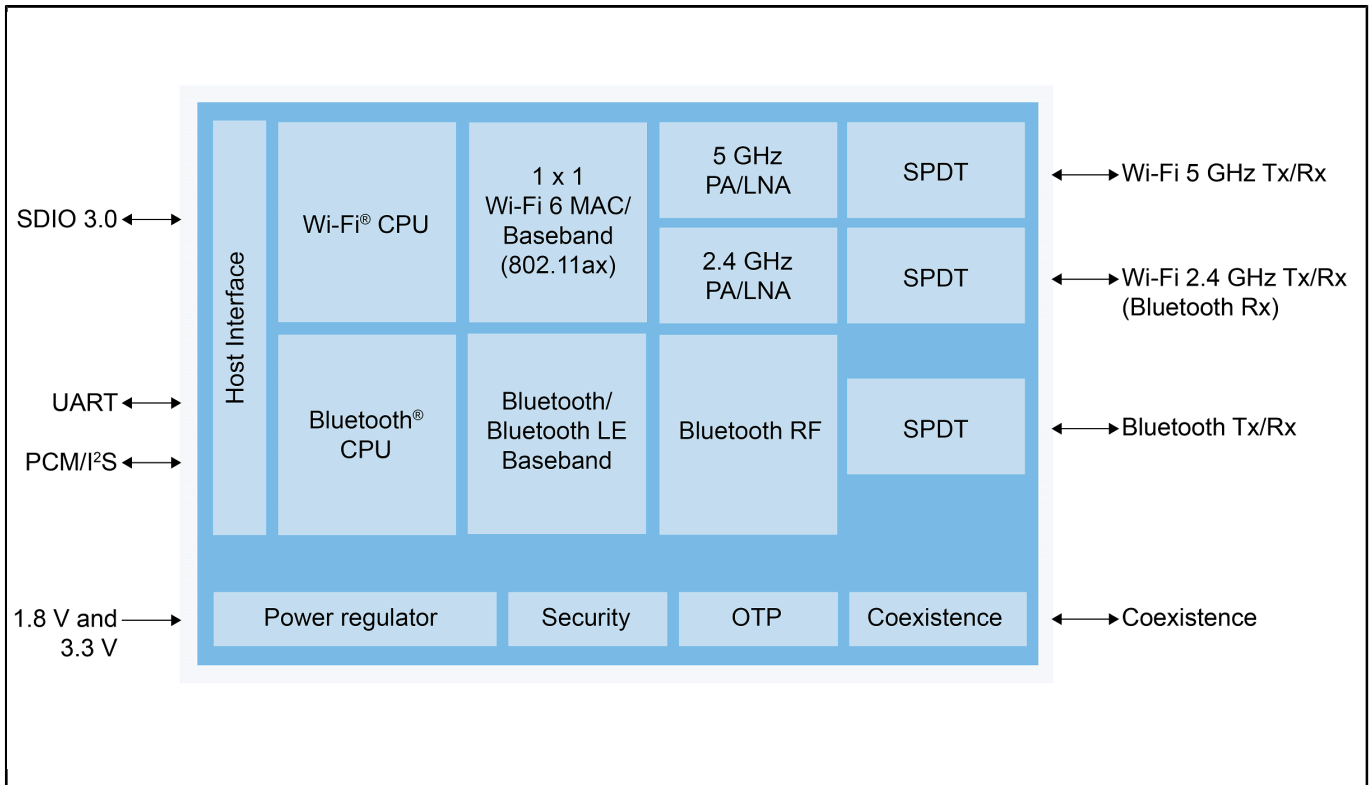 SDIO 3.0
UART
PCM/I²S
1.8 V and
3.3 V
Host Interface
Wi-Fi® CPU
1 x 1
Wi-Fi 6 MAC/
Baseband
(802.11ax)
5 GHz
PA/LNA
SPDT
2.4 GHz
PA/LNA
SPDT
Bluetooth®
CPU
Bluetooth/
Bluetooth LE
Baseband
Bluetooth RF
SPDT
Power regulator
Security
OTP
Coexistence
Wi-Fi 5 GHz Tx/Rx
Wi-Fi 2.4 GHz Tx/Rx
(Bluetooth Rx)
Bluetooth Tx/Rx
Coexistence